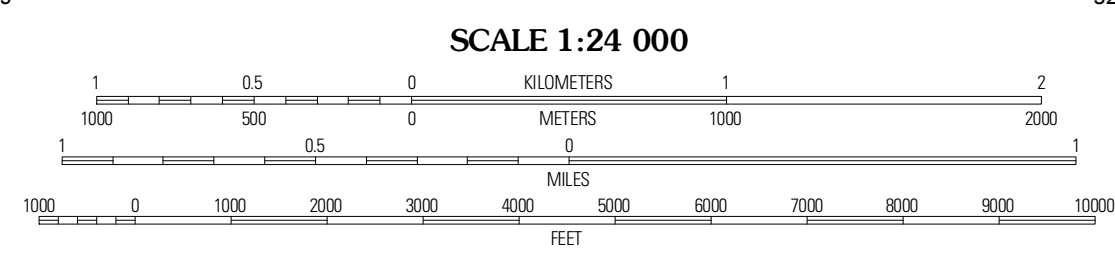 SCALE 1:24 000
1 0.5 0 KILOMETERS 1 2
1000 500 0 METERS 1000 2000
1 0.5 0 1
MILES
1000 0 1000 2000 3000 4000 5000 6000 7000 8000 9000 10000
FEET